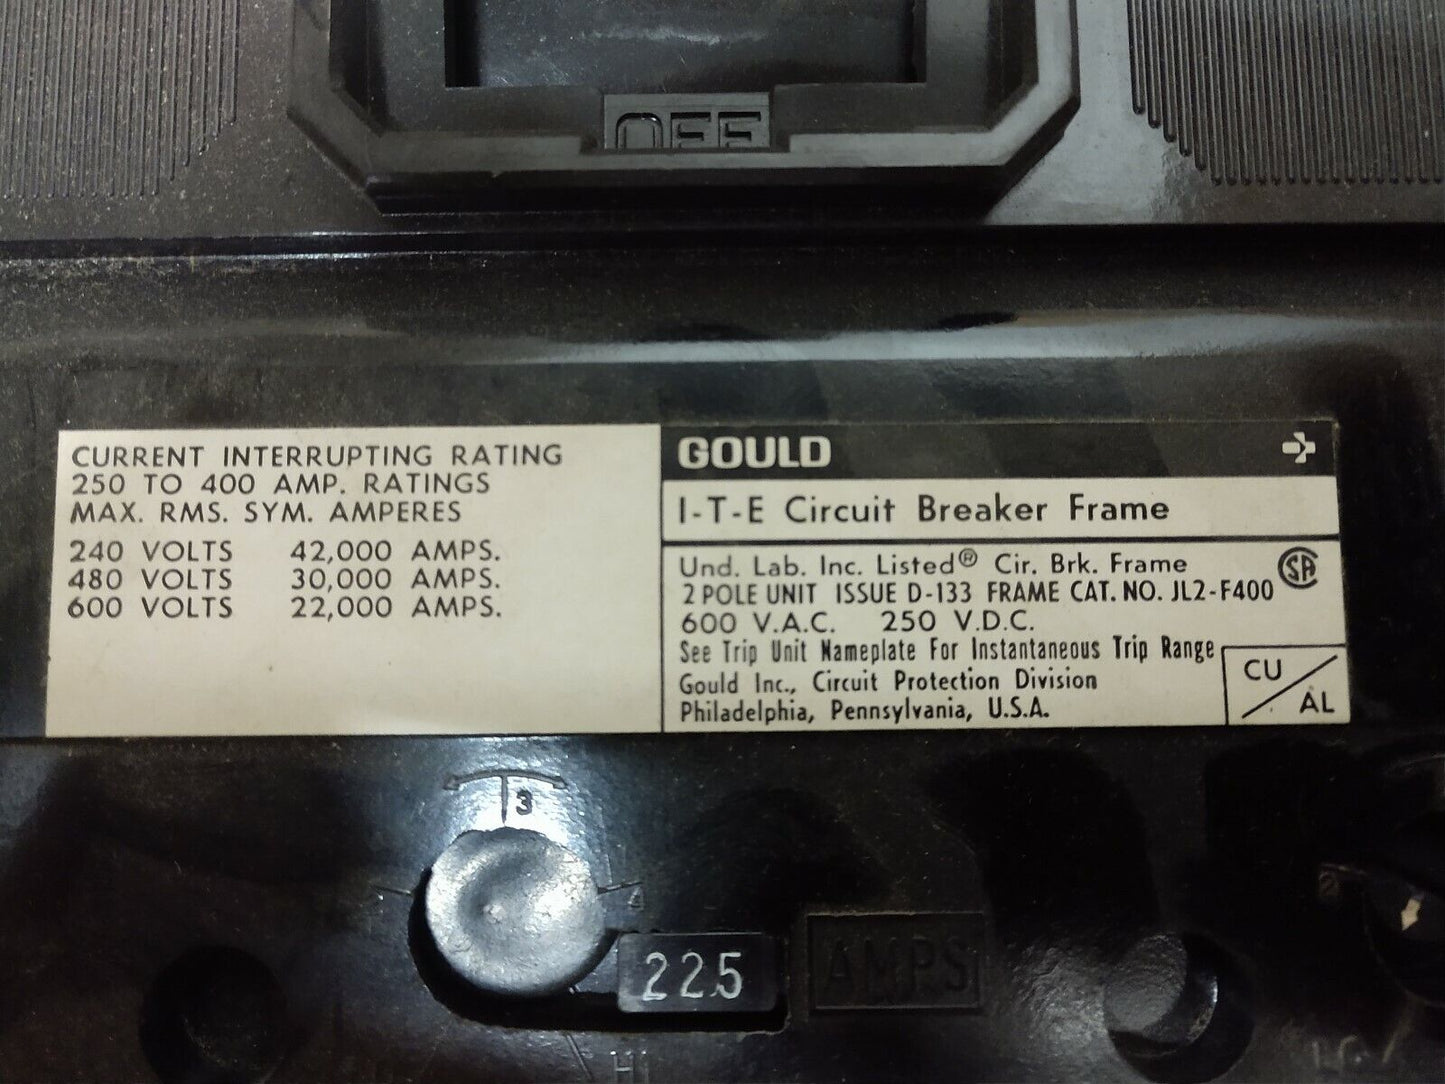 OFF
CURRENT INTERRUPTING RATING
250 TO 400 AMP. RATINGS
MAX. RMS. SYM. AMPERES
240 VOLTS 42,000 AMPS.
480 VOLTS 30,000 AMPS.
600 VOLTS 22,000 AMPS.
GOULD
I-T-E Circuit Breaker Frame
Und. Lab. Inc. Listed® Cir. Brk. Frame
SA
2 POLE UNIT ISSUE D-133 FRAME CAT. NO. JL2-F400
600 V.A.C. 250 V.D.C.
See Trip Unit Nameplate For Instantaneous Trip Range
Gould Inc., Circuit Protection Division
Philadelphia, Pennsylvania, U.S.A.
CU/AL
3
4
2
225 AMPS
HI